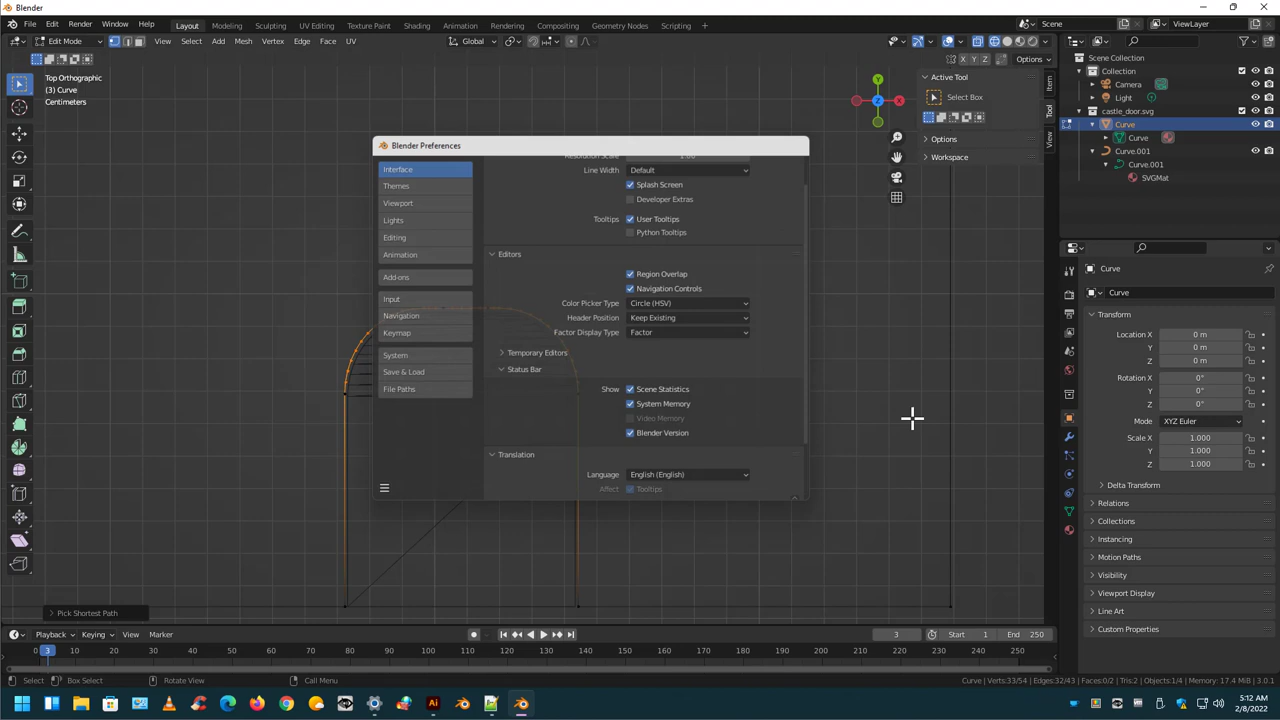 Blender
File Edit Render Window Help Layout Modeling Sculpting UV Editing Texture Paint Shading Animation Rendering Compositing Geometry Nodes Scripting + Scene ViewLayer
Edit Mode View Select Add Mesh Vertex Edge Face UV Global
X Y Z Options
Top Orthographic
(3) Curve
Centimeters
Y
Z X
Active Tool
Select Box
Options
Workspace
Item
Tool
View
Scene Collection
Collection
Camera
Light
castle_door.svg
Curve
Curve
Curve.001
Curve.001
SVGMat
Blender Preferences
Interface
Themes
Viewport
Lights
Editing
Animation
Add-ons
Input
Navigation
Keymap
System
Save & Load
File Paths
Resolution Scale 1.00
Line Width Default
Splash Screen
Developer Extras
Tooltips User Tooltips
Python Tooltips
Editors
Region Overlap
Navigation Controls
Color Picker Type Circle (HSV)
Header Position Keep Existing
Factor Display Type Factor
Temporary Editors
Status Bar
Show Scene Statistics
System Memory
Video Memory
Blender Version
Translation
Language English (English)
Affect Tooltips
Curve
Curve
Transform
Location X 0 m
Y 0 m
Z 0 m
Rotation X 0°
Y 0°
Z 0°
Mode XYZ Euler
Scale X 1.000
Y 1.000
Z 1.000
Delta Transform
Relations
Collections
Instancing
Motion Paths
Visibility
Viewport Display
Line Art
Custom Properties
Pick Shortest Path
Playback Keying View Marker 3 Start 1 End 250
0 3 10 20 30 40 50 60 70 80 90 100 110 120 130 140 150 160 170 180 190 200 210 220 230 240 250
Select Box Select Rotate View Call Menu Curve | Verts:33/54 | Edges:32/43 | Faces:0/2 | Tris:2 | Objects:1/4 | Memory: 17.4 MiB | 3.0.1
Ai
5:12 AM
2/8/2022